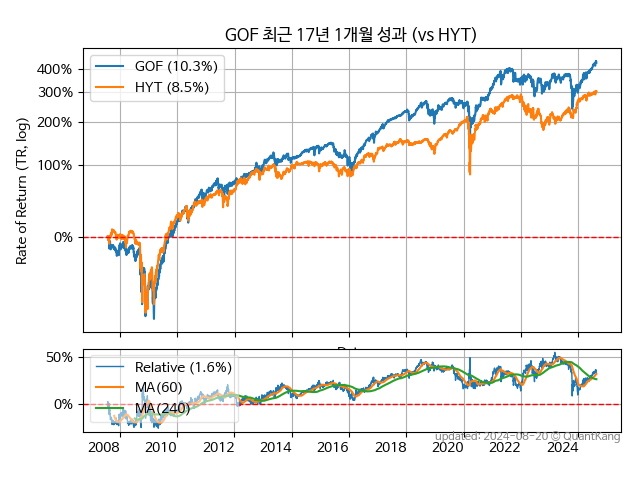 GOF 최근 17년 1개월 성과 (vs HYT)
Rate of Return (TR, log)
400%
300%
200%
100%
0%
GOF (10.3%)
HYT (8.5%)
50%
0%
Relative (1.6%)
MA(60)
MA(240)
2008 2010 2012 2014 2016 2018 2020 2022 2024
updated: 2024-08-20 © QuantKang